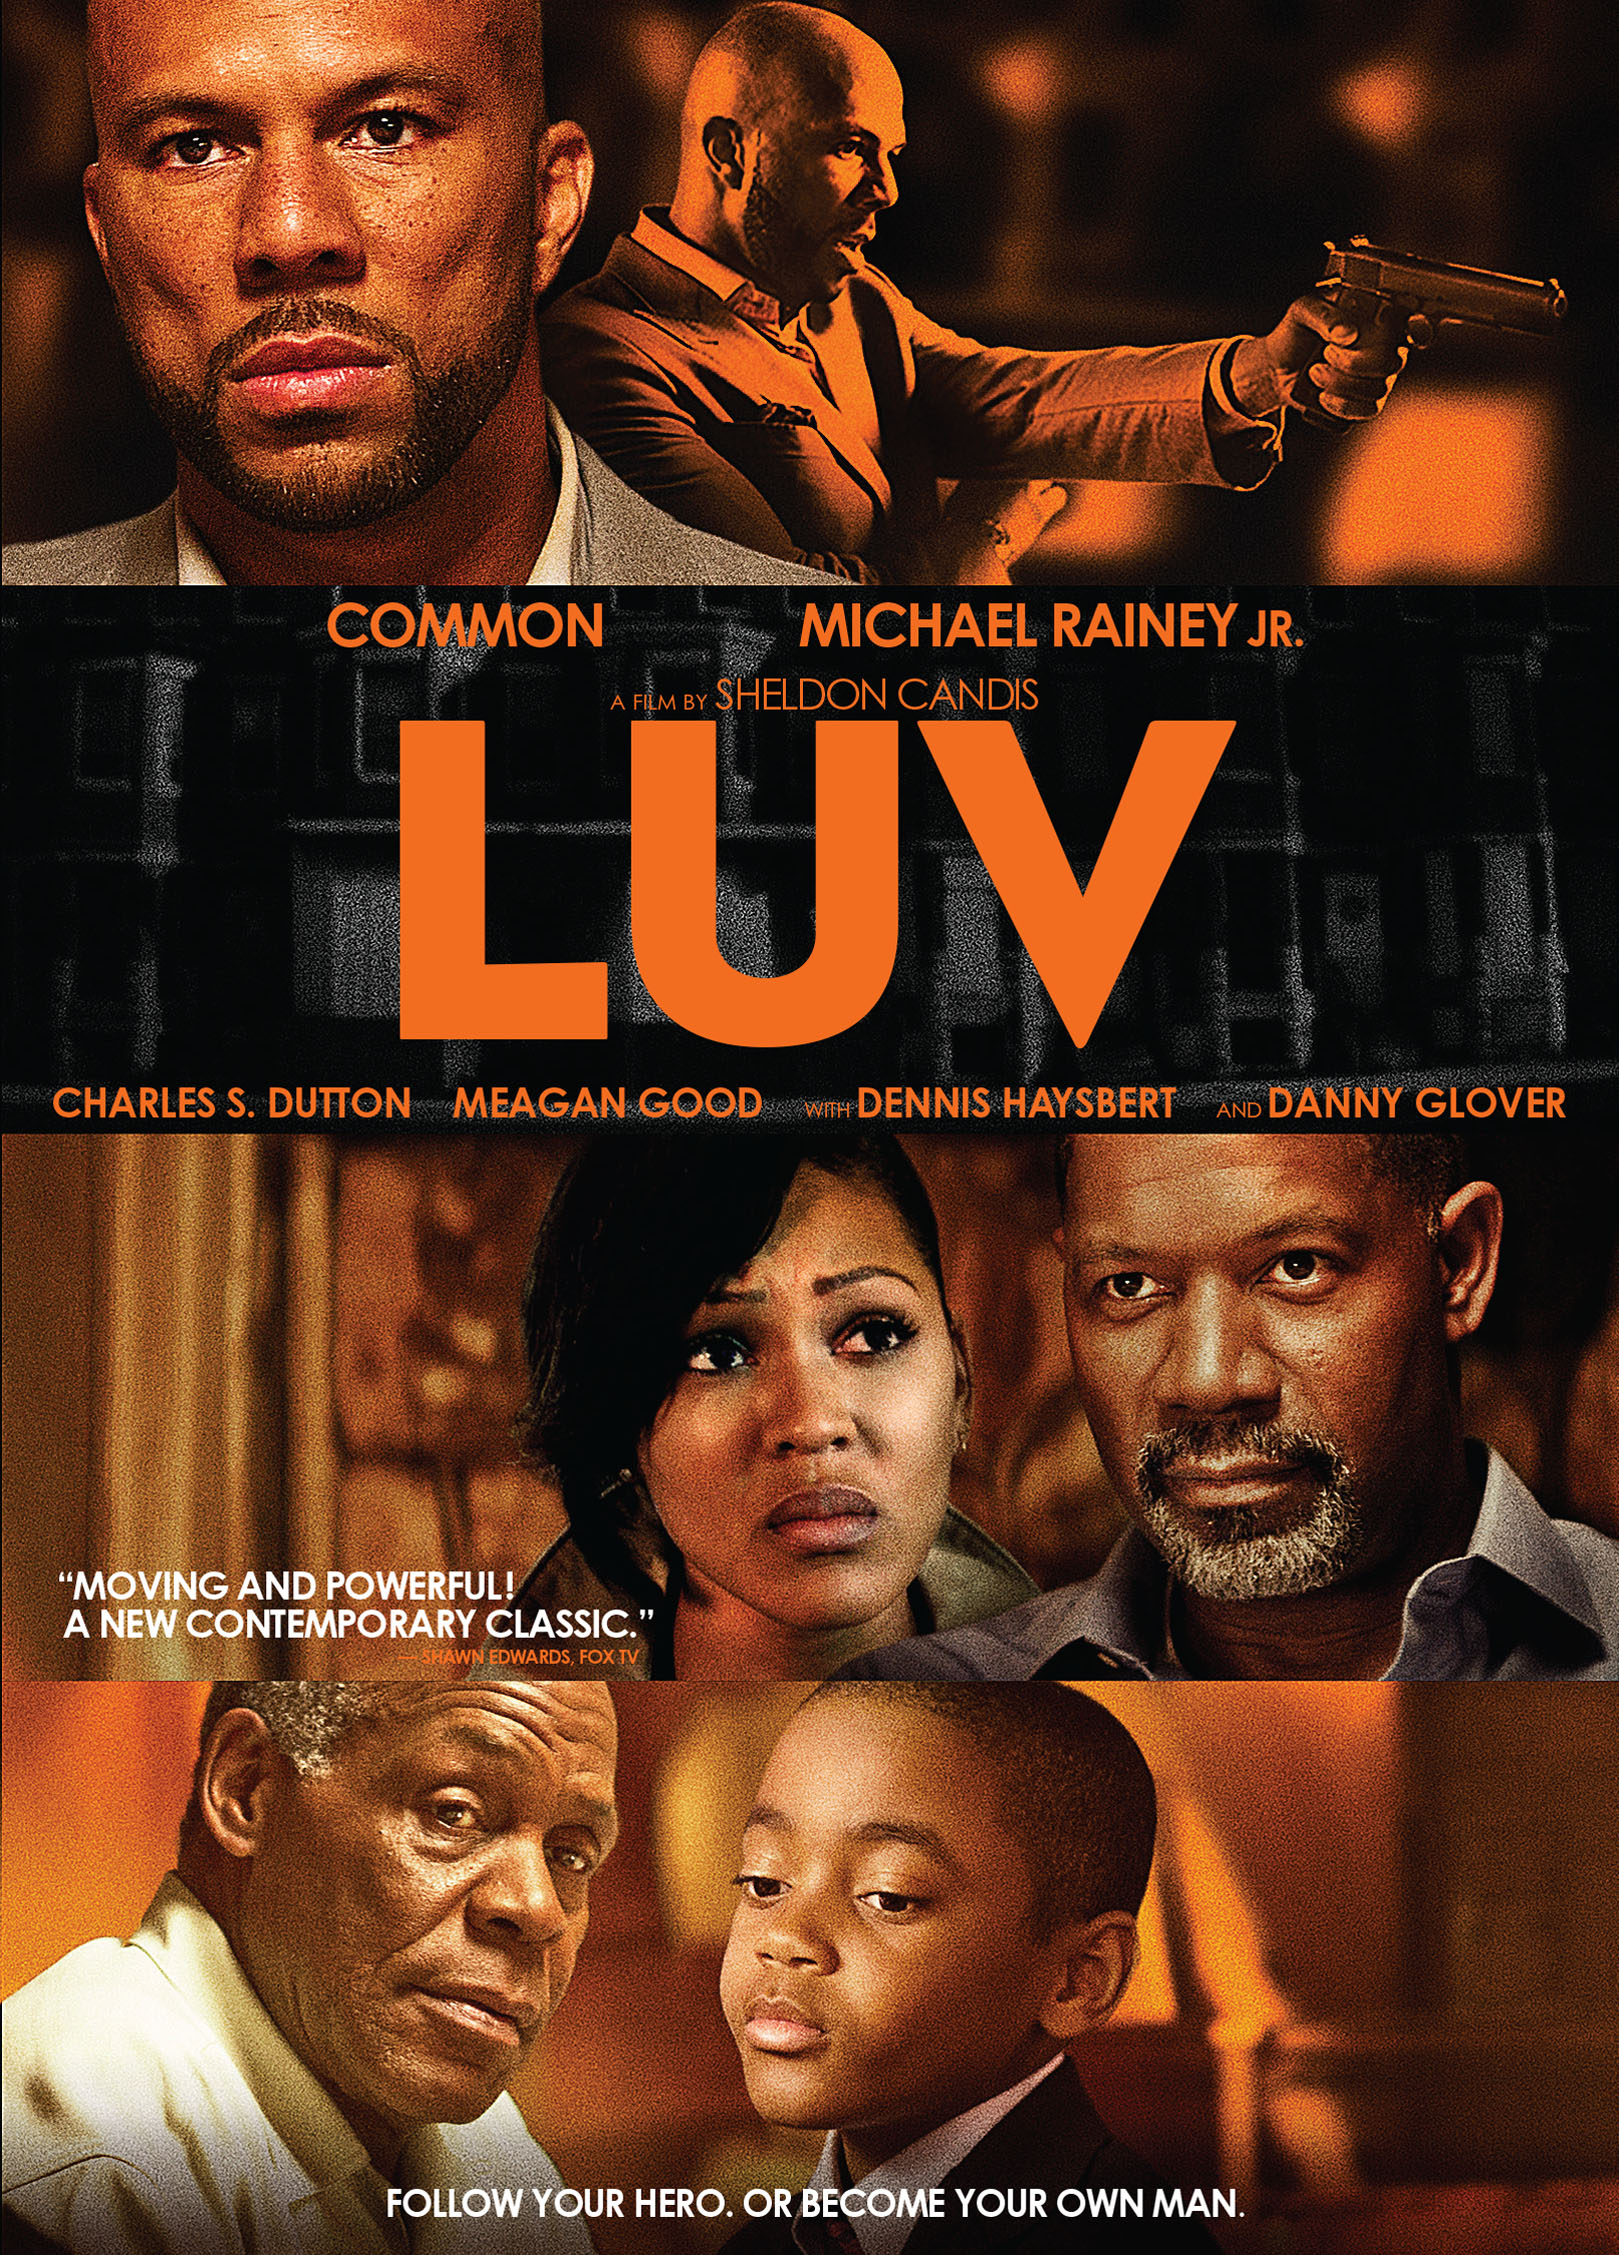 COMMON MICHAEL RAINEY JR.
A FILM BY SHELDON CANDIS
LUV
CHARLES S. DUTTON MEAGAN GOOD WITH DENNIS HAYSBERT AND DANNY GLOVER
“MOVING AND POWERFUL!
A NEW CONTEMPORARY CLASSIC.”
— SHAWN EDWARDS, FOX TV
FOLLOW YOUR HERO. OR BECOME YOUR OWN MAN.